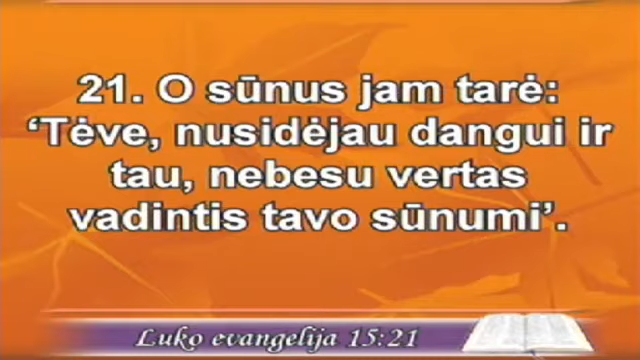 21. O sūnus jam tarė:
‘Tėve, nusidėjau dangui ir
tau, nebesu vertas
vadintis tavo sūnumi’.
Luko evangelija 15:21